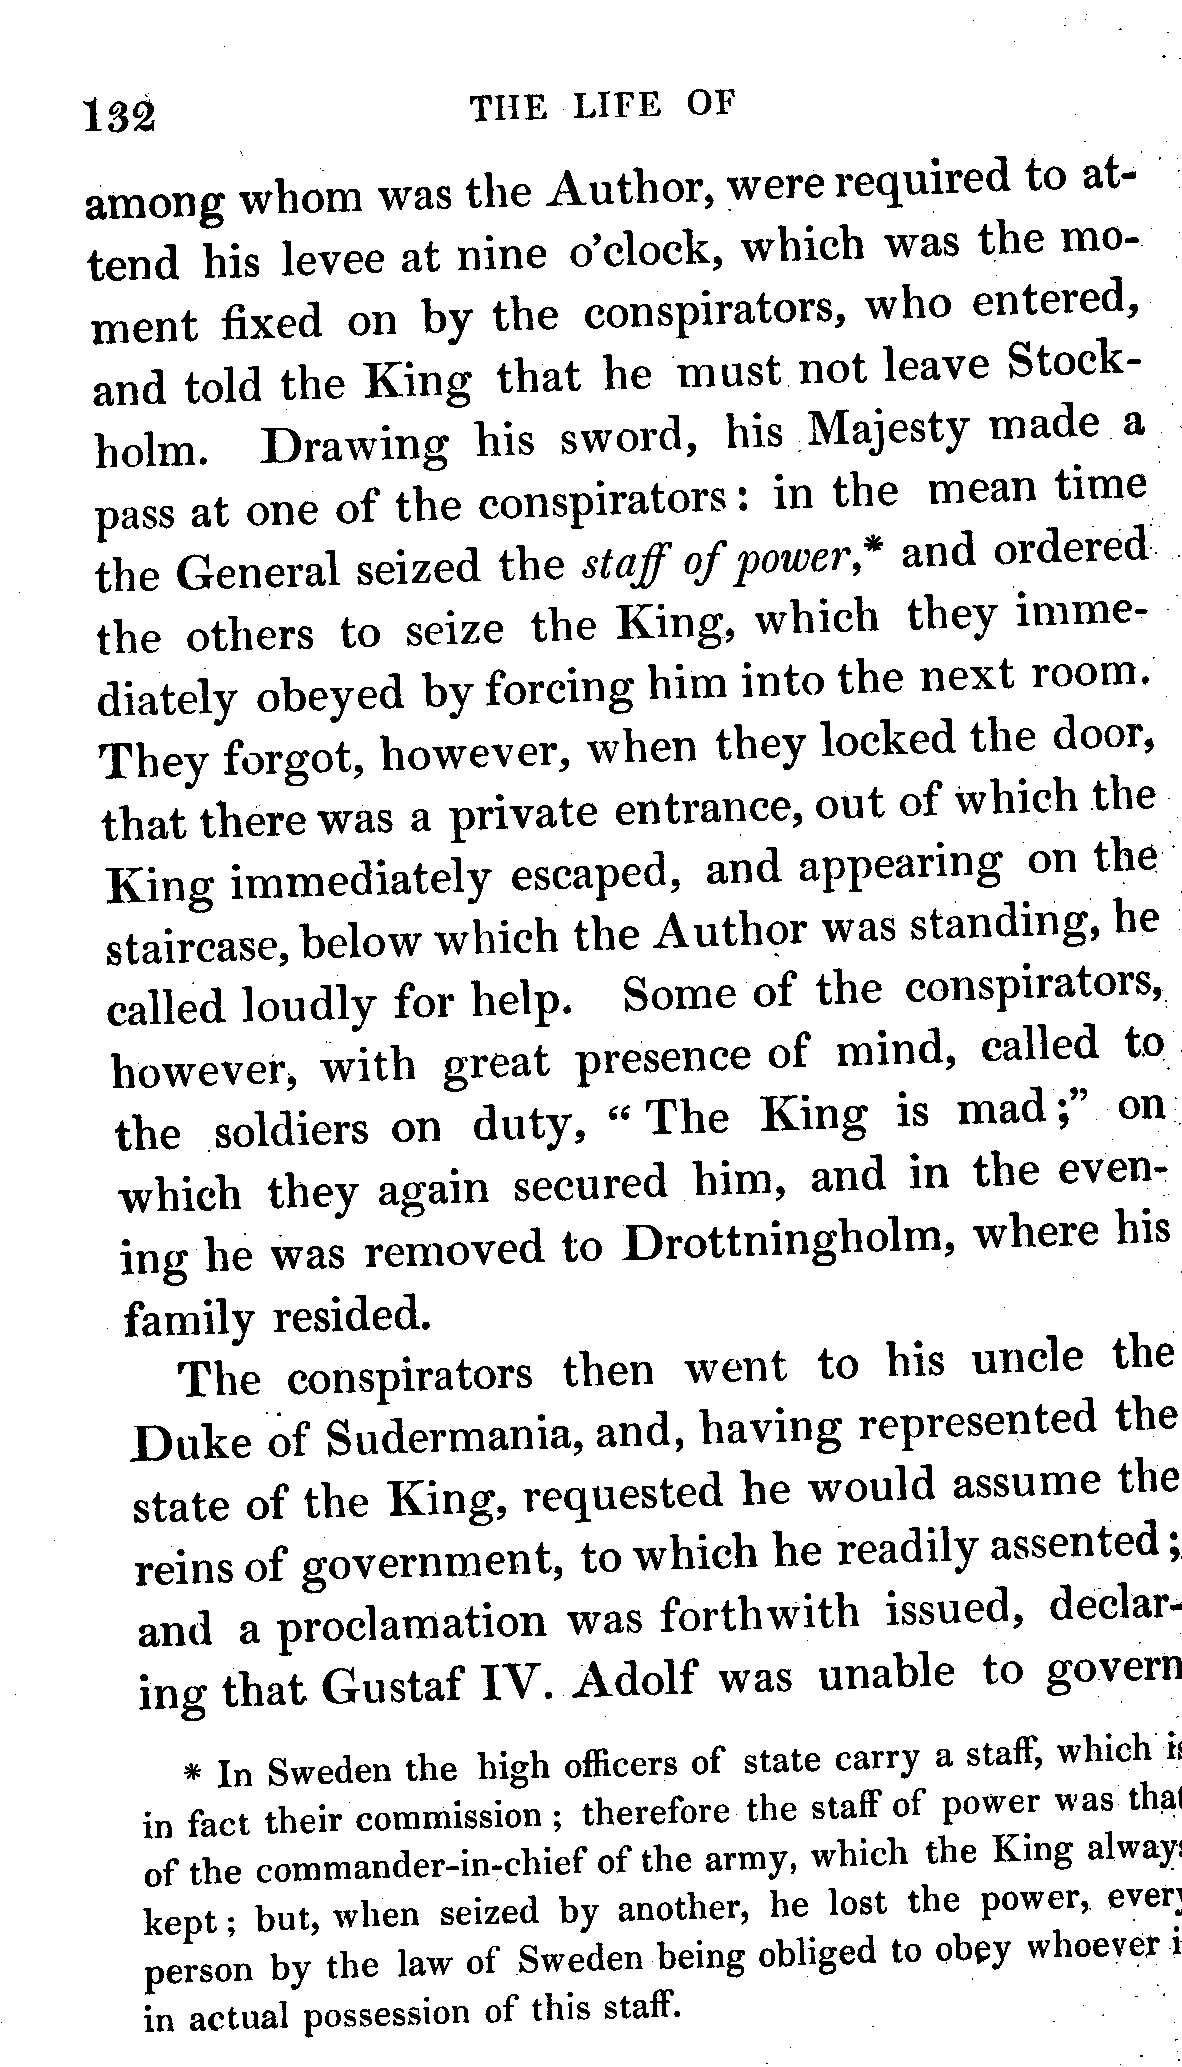 132 THE LIFE OF
among whom was the Author, were required to at-
tend his levee at nine o'clock, which was the mo-
ment fixed on by the conspirators, who entered,
and told the King that he must not leave Stock-
holm. Drawing his sword, his Majesty made a
pass at one of the conspirators: in the mean time
the General seized the staff of power,* and ordered
the others to seize the King, which they imme-
diately obeyed by forcing him into the next room.
They forgot, however, when they locked the door,
that there was a private entrance, out of which the
King immediately escaped, and appearing on the
staircase, below which the Author was standing, he
called loudly for help. Some of the conspirators,
however, with great presence of mind, called to
the soldiers on duty, “The King is mad;” on
which they again secured him, and in the even-
ing he was removed to Drottningholm, where his
family resided.
The conspirators then went to his uncle the
Duke of Sudermania, and, having represented the
state of the King, requested he would assume the
reins of government, to which he readily assented;
and a proclamation was forthwith issued, declar-
ing that Gustaf IV. Adolf was unable to govern
* In Sweden the high officers of state carry a staff, which is
in fact their commission; therefore the staff of power was that
of the commander-in-chief of the army, which the King always
kept; but, when seized by another, he lost the power, every
person by the law of Sweden being obliged to obey whoever i
in actual possession of this staff.